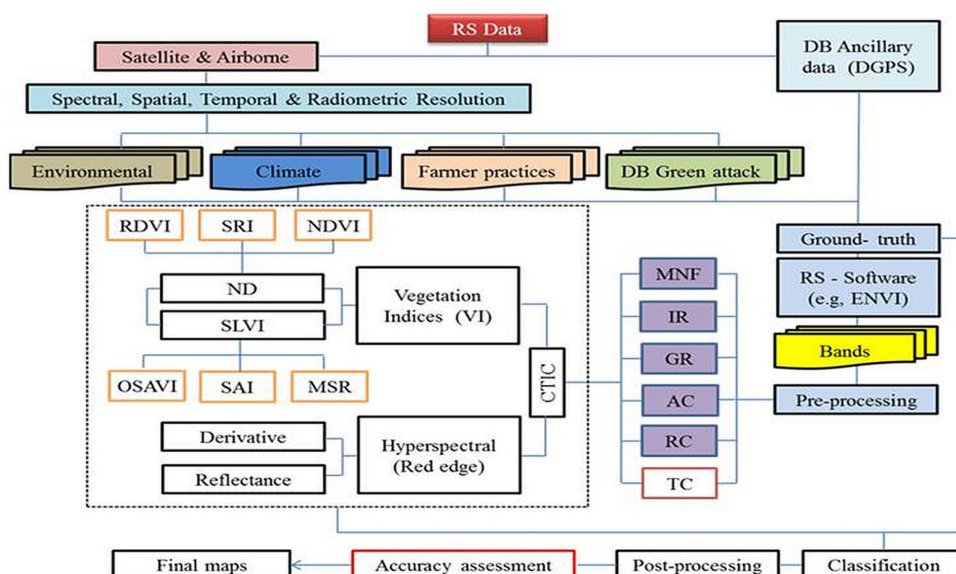 RS Data
Satellite & Airborne
DB Ancillary
data (DGPS)
Spectral, Spatial, Temporal & Radiometric Resolution
Environmental
Climate
Farmer practices
DB Green attack
RDVI
SRI
NDVI
Ground- truth
ND
SLVI
Vegetation
Indices (VI)
MNF
IR
GR
AC
RC
TC
RS - Software
(e.g, ENVI)
Bands
Pre-processing
OSAVI
SAI
MSR
CTIC
Derivative
Reflectance
Hyperspectral
(Red edge)
Final maps
Accuracy assessment
Post-processing
Classification